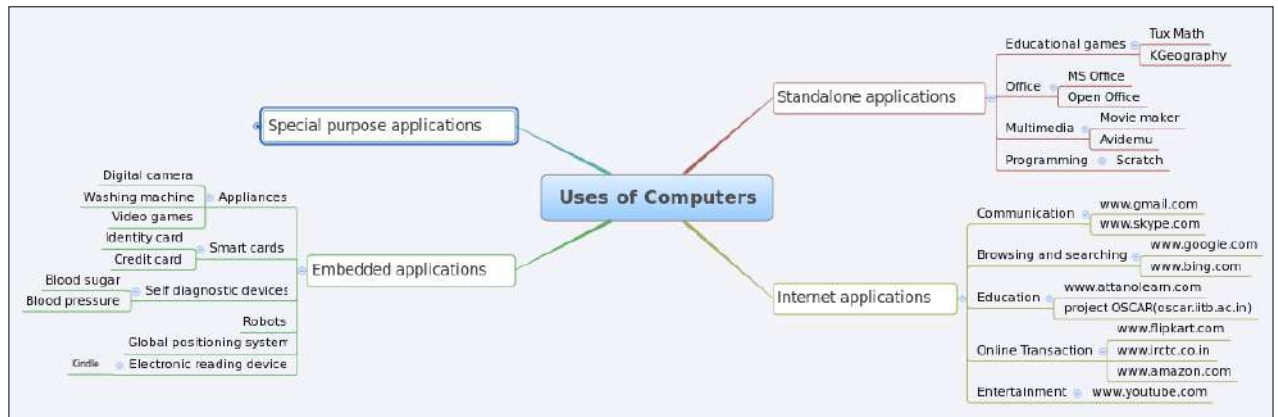 Uses of Computers
Standalone applications
Educational games
Tux Math
KGeography
Office
MS Office
Open Office
Multimedia
Movie maker
Avidemu
Programming
Scratch
Internet applications
Communication
www.gmail.com
www.skype.com
Browsing and searching
www.google.com
www.bing.com
Education
www.attanolearn.com
project OSCAR(oscar.iitb.ac.in)
Online Transaction
www.flipkart.com
www.irctc.co.in
www.amazon.com
Entertainment
www.youtube.com
Special purpose applications
Embedded applications
Appliances
Digital camera
Washing machine
Video games
Smart cards
Identity card
Credit card
Self diagnostic devices
Blood sugar
Blood pressure
Robots
Global positioning system
Electronic reading device
Kindle